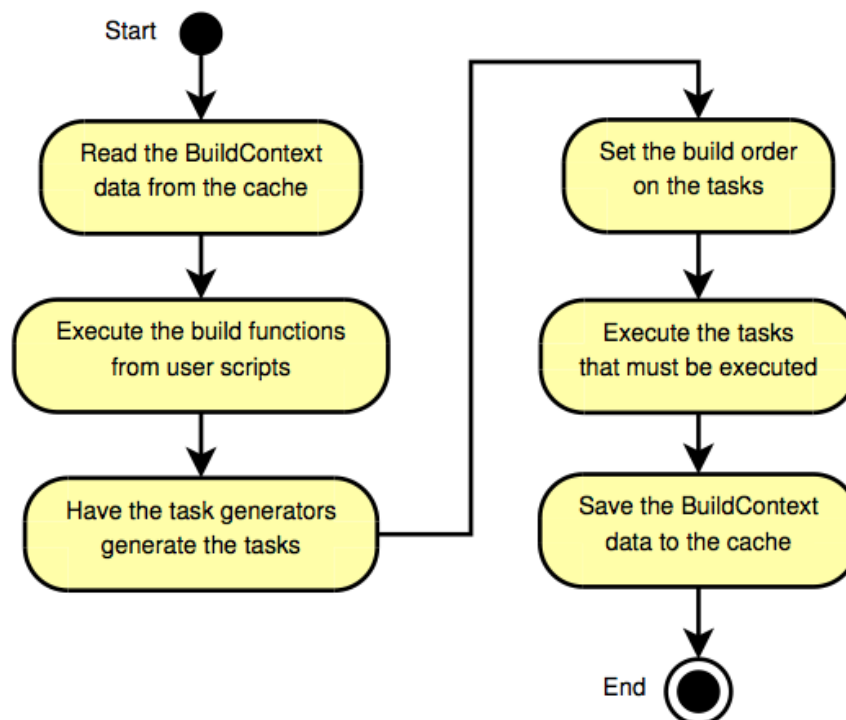 Start
Read the BuildContext
data from the cache
Execute the build functions
from user scripts
Have the task generators
generate the tasks
Set the build order
on the tasks
Execute the tasks
that must be executed
Save the BuildContext
data to the cache
End